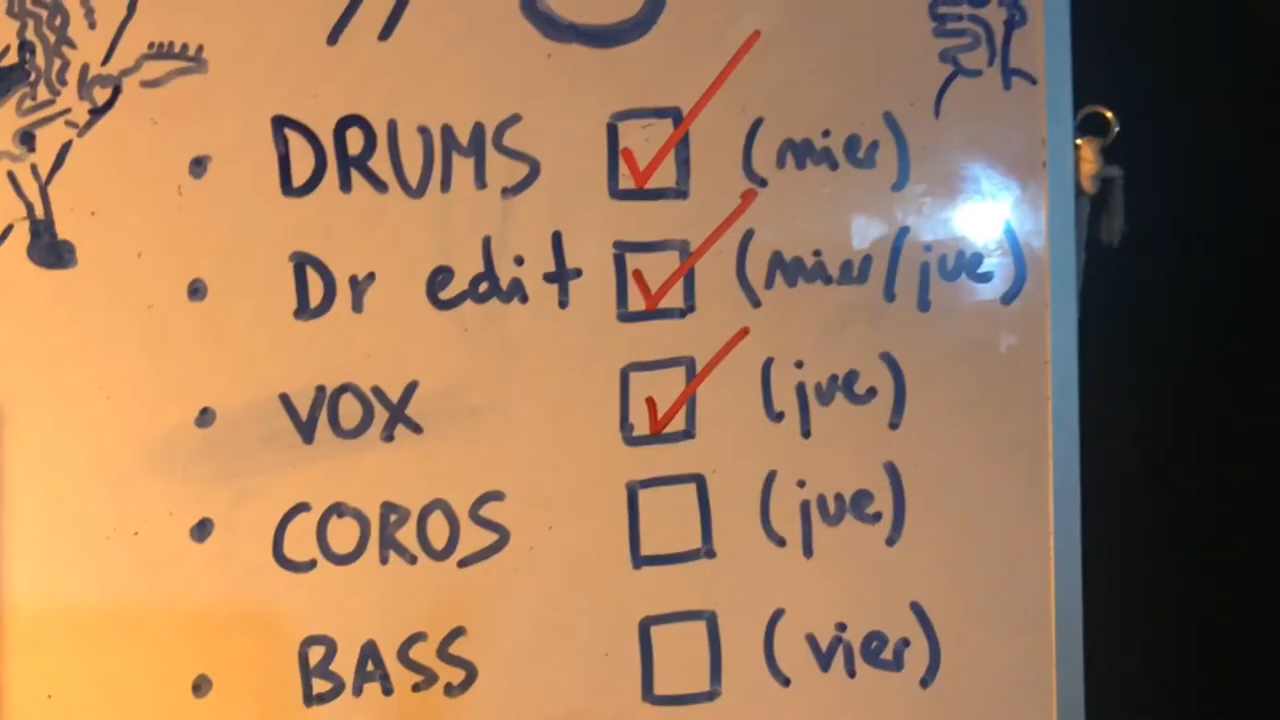 • DRUMS ☑ (mier)
• Dr edit ☑ (mier/jue)
• VOX ☑ (jue)
• COROS ☐ (jue)
• BASS ☐ (vier)